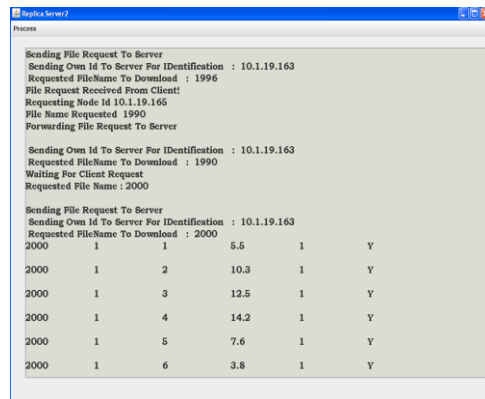 Replica Server2
Process
Sending File Request To Server
Sending Own Id To Server For IDentification : 10.1.19.163
Requested FileName To Download : 1996
File Request Received From Client!
Requesting Node Id 10.1.19.165
File Name Requested 1990
Forwarding File Request To Server
Sending Own Id To Server For IDentification : 10.1.19.163
Requested FileName To Download : 1990
Waiting For Client Request
Requested File Name : 2000
Sending File Request To Server
Sending Own Id To Server For IDentification : 10.1.19.163
Requested FileName To Download : 2000
2000 1 1 5.5 1 Y
2000 1 2 10.3 1 Y
2000 1 3 12.5 1 Y
2000 1 4 14.2 1 Y
2000 1 5 7.6 1 Y
2000 1 6 3.8 1 Y